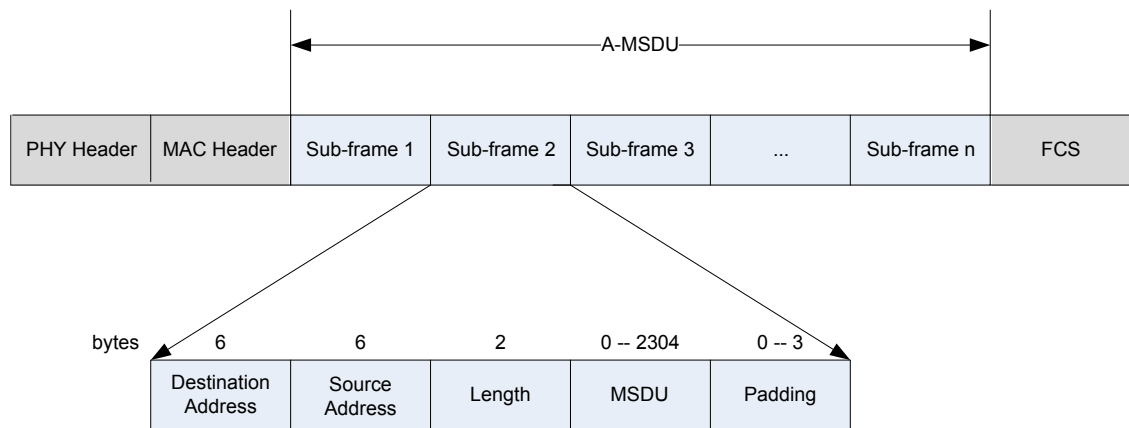 A-MSDU
PHY Header MAC Header Sub-frame 1 Sub-frame 2 Sub-frame 3 ... Sub-frame n FCS
bytes 6 6 2 0 -- 2304 0 -- 3
Destination Address Source Address Length MSDU Padding